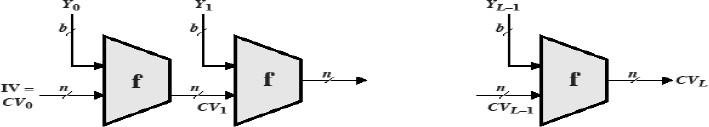 Y0 Y1 YL–1
b b b
IV =
CV0
n f n CV1 f n
n CVL–1 f n CVL